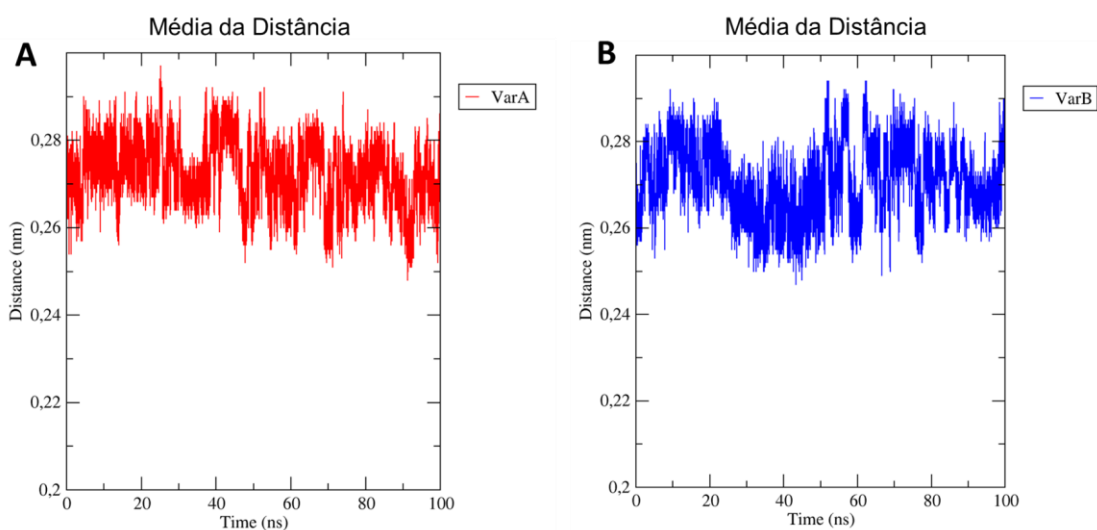 Média da Distância
A
VarA
Distance (nm)
0,28
0,26
0,24
0,22
0,2
0 20 40 60 80 100
Time (ns)
Média da Distância
B
VarB
Distance (nm)
0,28
0,26
0,24
0,22
0,2
0 20 40 60 80 100
Time (ns)